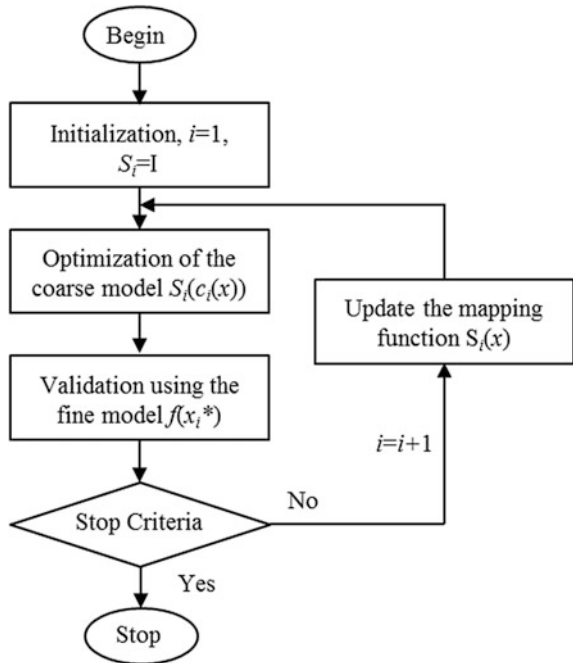 Begin
Initialization, i=1,
Sᵢ=I
Optimization of the
coarse model Sᵢ(cᵢ(x))
Validation using the
fine model f(xᵢ*)
Stop Criteria
No
Yes
Stop
i=i+1
Update the mapping
function Sᵢ(x)